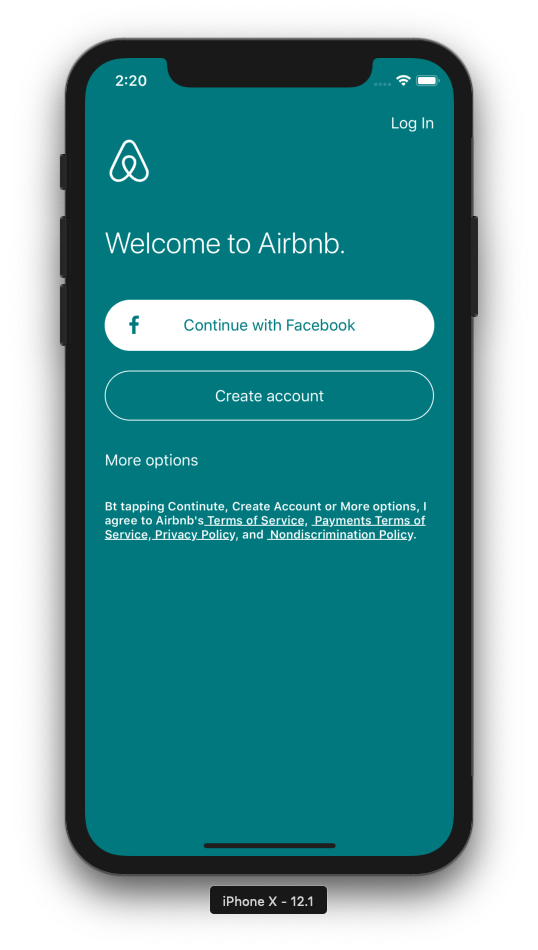 2:20
Log In
Welcome to Airbnb.
Continue with Facebook
Create account
More options
Bt tapping Continute, Create Account or More options, I
agree to Airbnb's Terms of Service, Payments Terms of
Service, Privacy Policy, and Nondiscrimination Policy.
iPhone X - 12.1